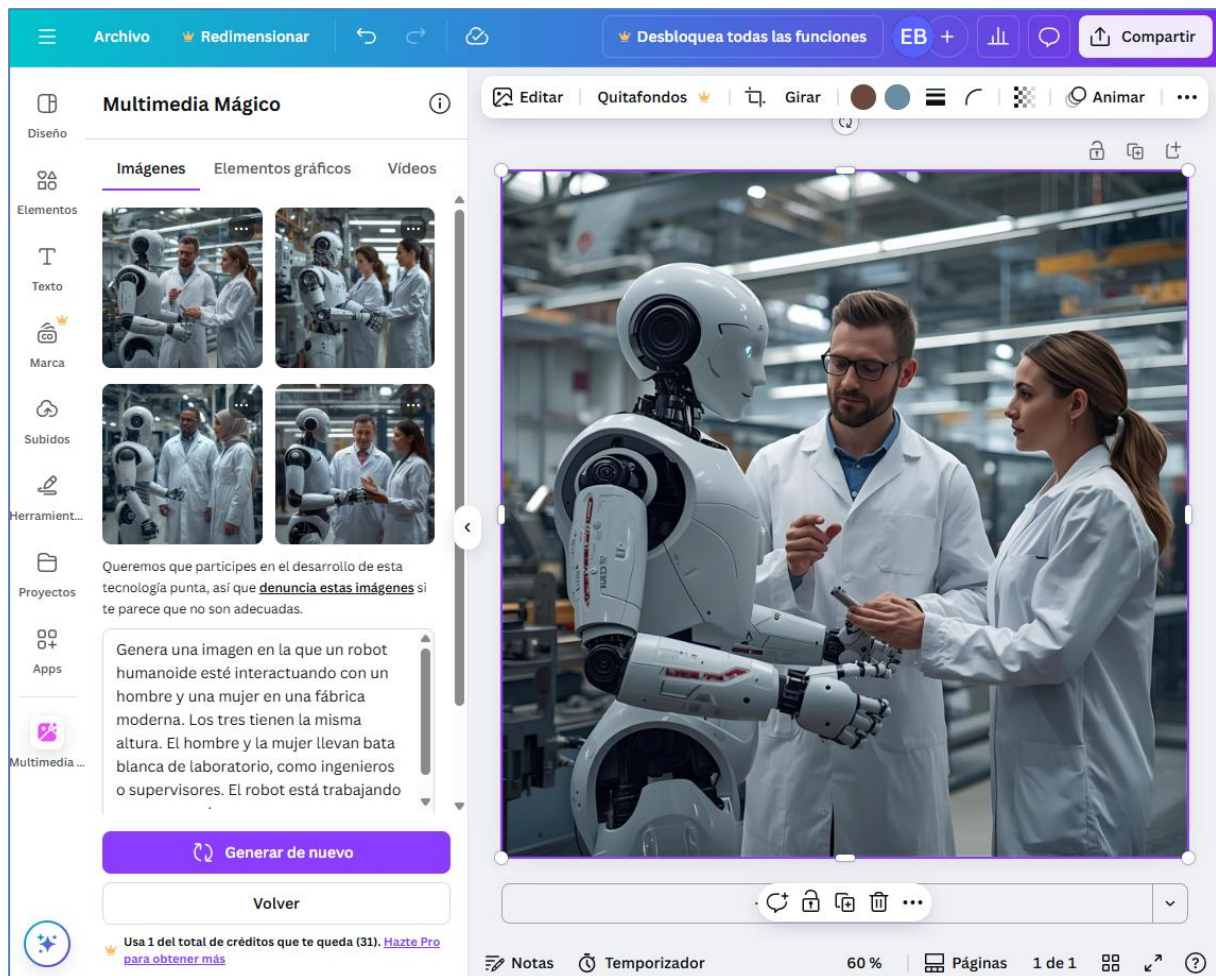 Archivo
Redimensionar
Desbloquea todas las funciones
EB
+
Compartir
Diseño
Elementos
Texto
CO
Marca
Subidos
Herramient...
Proyectos
Apps
Multimedia ...
Multimedia Mágico
Imágenes
Elementos gráficos
Vídeos
Queremos que participes en el desarrollo de esta
tecnología punta, así que denuncia estas imágenes si
te parece que no son adecuadas.
Genera una imagen en la que un robot
humanoide esté interactuando con un
hombre y una mujer en una fábrica
moderna. Los tres tienen la misma
altura. El hombre y la mujer llevan bata
blanca de laboratorio, como ingenieros
o supervisores. El robot está trabajando
Generar de nuevo
Volver
Usa 1 del total de créditos que te queda (31). Hazte Pro
para obtener más
Editar
Quitafondos
Girar
Animar
Notas
Temporizador
60 %
Páginas
1 de 1